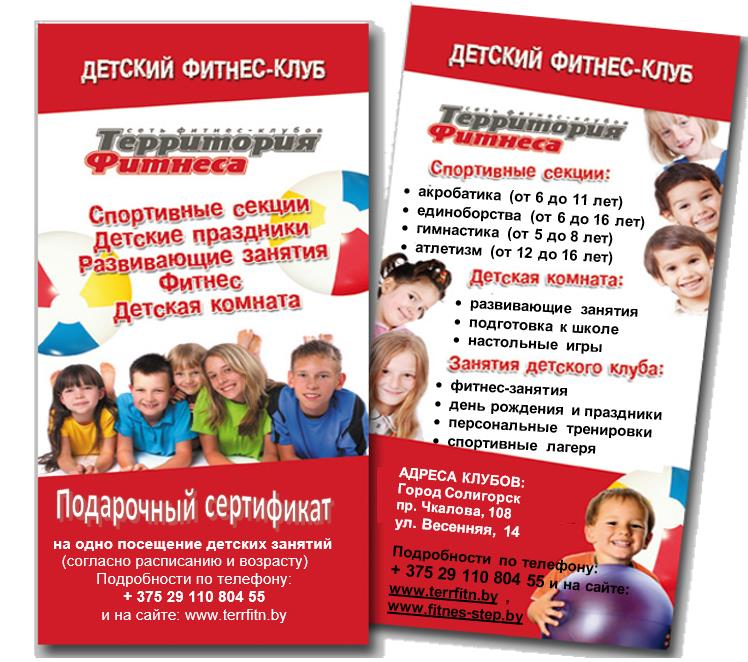 ДЕТСКИЙ ФИТНЕС-КЛУБ
сеть фитнес-клубов
Территория
Фитнеса
Спортивные секции
Детские праздники
Развивающие занятия
Фитнес
Детская комната
Подарочный сертификат
на одно посещение детских занятий
(согласно расписанию и возрасту)
Подробности по телефону:
+ 375 29 110 804 55
и на сайте: www.terrfitn.by
ДЕТСКИЙ ФИТНЕС-КЛУБ
сеть фитнес-клубов
Территория
Фитнеса
Спортивные секции:
• акробатика (от 6 до 11 лет)
• единоборства (от 6 до 16 лет)
• гимнастика (от 5 до 8 лет)
• атлетизм (от 12 до 16 лет)
Детская комната:
• развивающие занятия
• подготовка к школе
• настольные игры
Занятия детского клуба:
• фитнес-занятия
• день рождения и праздники
• персональные тренировки
• спортивные лагеря
АДРЕСА КЛУБОВ:
Город Солигорск
пр. Чкалова, 108
ул. Весенняя, 14
Подробности по телефону:
+ 375 29 110 804 55 и на сайте:
www.terrfitn.by ,
www.fitnes-step.by